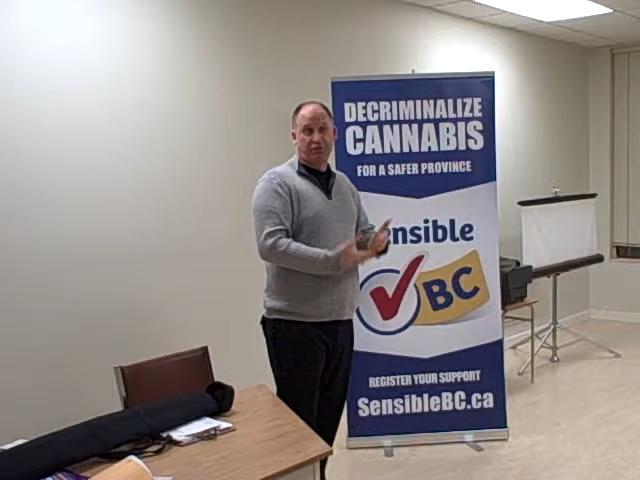 DECRIMINALIZE
CANNABIS
FOR A SAFER PROVINCE
Sensible
BC
REGISTER YOUR SUPPORT
SensibleBC.ca